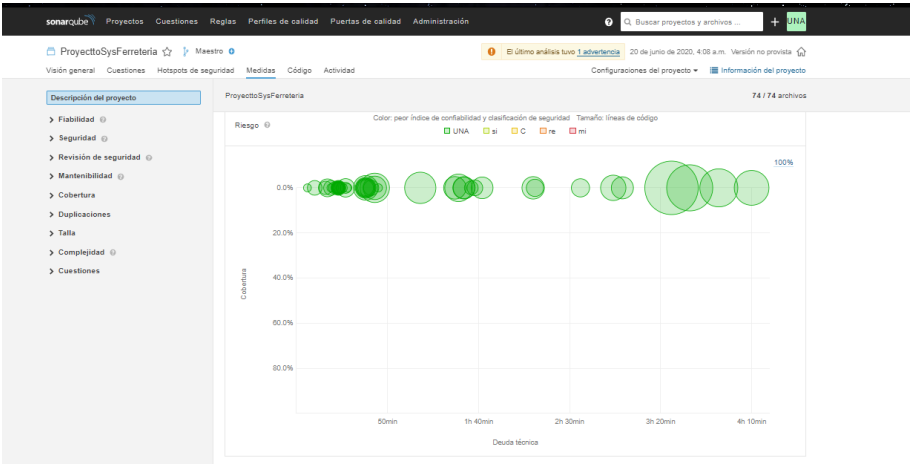 sonarqube Proyectos Cuestiones Reglas Perfiles de calidad Puertas de calidad Administración Buscar proyectos y archivos ... + UNA
ProyecttoSysFerreteria Maestro El último análisis tuvo 1 advertencia 20 de junio de 2020, 4:08 a.m. Versión no provista
Visión general Cuestiones Hotspots de seguridad Medidas Código Actividad Configuraciones del proyecto Información del proyecto
Descripción del proyecto
Fiabilidad
Seguridad
Revisión de seguridad
Mantenibilidad
Cobertura
Duplicaciones
Talla
Complejidad
Cuestiones
ProyecttoSysFerreteria 74 / 74 archivos
Riesgo
Color: peor índice de confiabilidad y clasificación de seguridad Tamaño: líneas de código
UNA si C re mi
100%
0.0%
20.0%
40.0%
60.0%
80.0%
Cobertura
50min 1h 40min 2h 30min 3h 20min 4h 10min
Deuda técnica